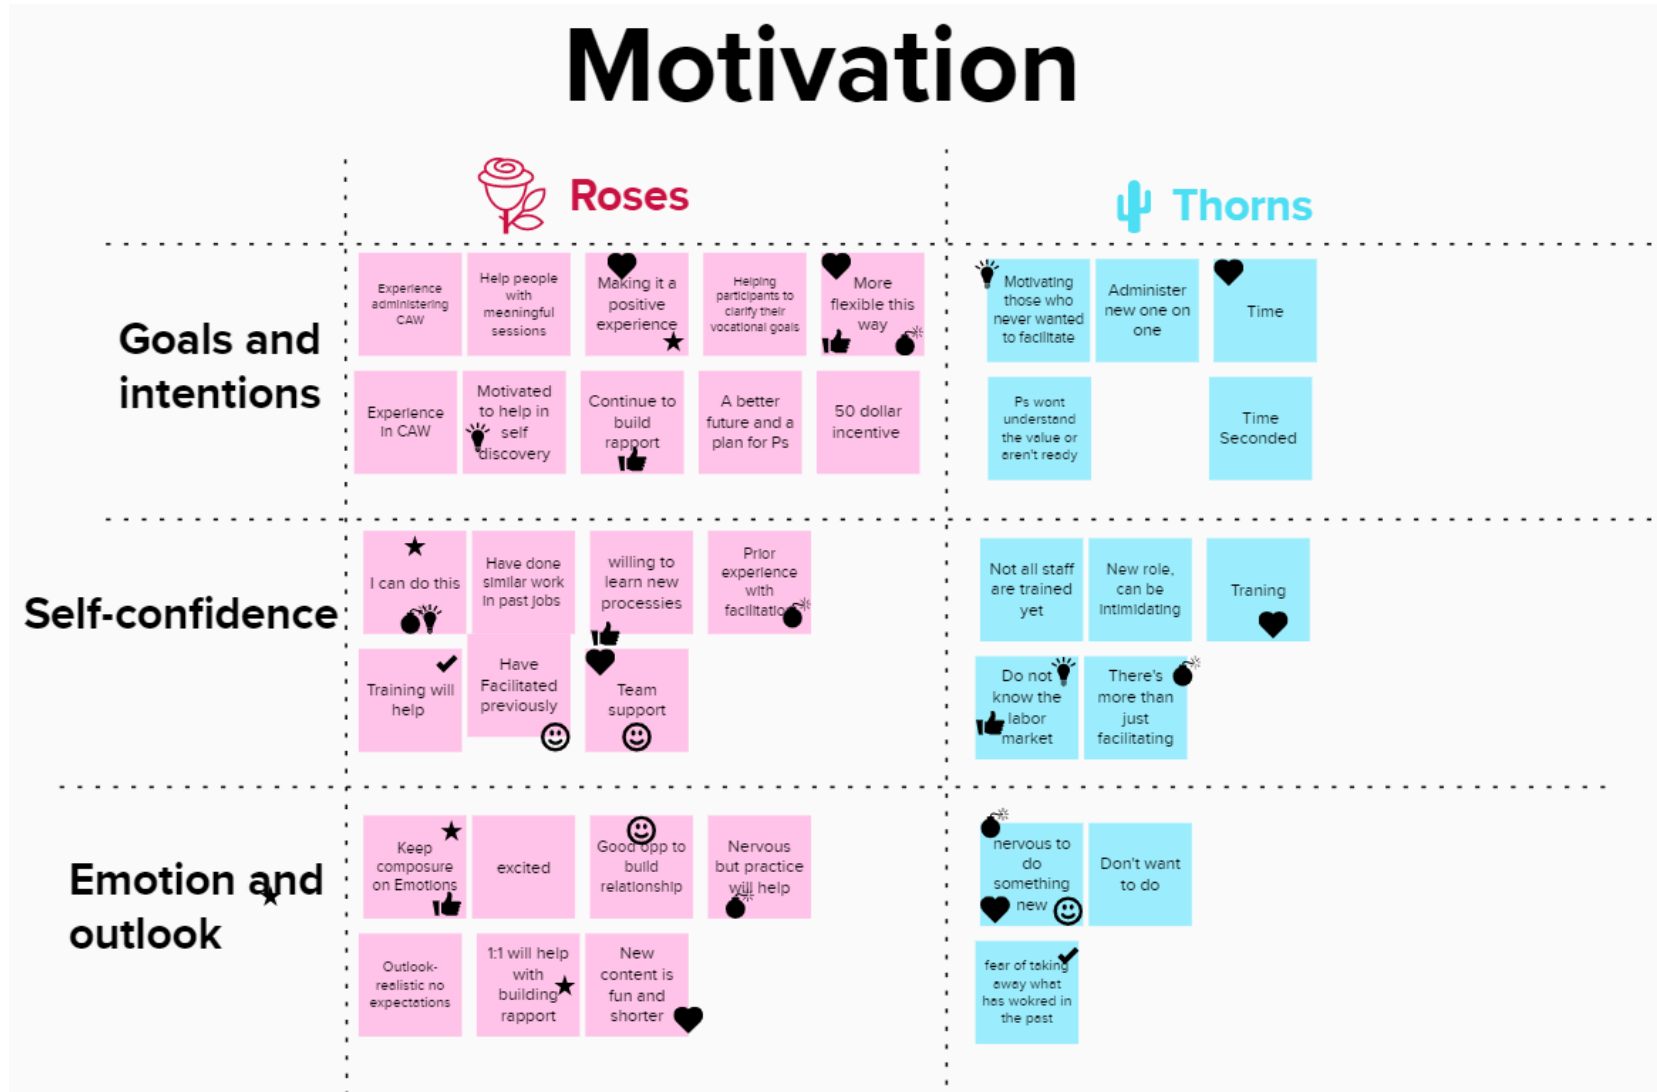 Motivation
Roses
Thorns
Goals and
intentions
Experience
administering
CAW
Help people
with
meaningful
sessions
Making it a
positive
experience
Helping
participants to
clarify their
vocational goals
More
flexible this
way
Experience
in CAW
Motivated
to help in
self
discovery
Continue to
build
rapport
A better
future and a
plan for Ps
50 dollar
incentive
Motivating
those who
never wanted
to facilitate
Administer
new one on
one
Time
Ps wont
understand
the value or
aren't ready
Time
Seconded
Self-confidence
I can do this
Have done
similar work
in past jobs
willing to
learn new
processies
Prior
experience
with
facilitation
Training will
help
Have
Facilitated
previously
Team
support
Not all staff
are trained
yet
New role,
can be
intimidating
Traning
Do not
know the
labor
market
There's
more than
just
facilitating
Emotion and
outlook
Keep
composure
on Emotions
excited
Good opp to
build
relationship
Nervous
but practice
will help
Outlook-
realistic no
expectations
1:1 will help
with
building
rapport
New
content is
fun and
shorter
nervous to
do
something
new
Don't want
to do
fear of taking
away what
has wokred in
the past